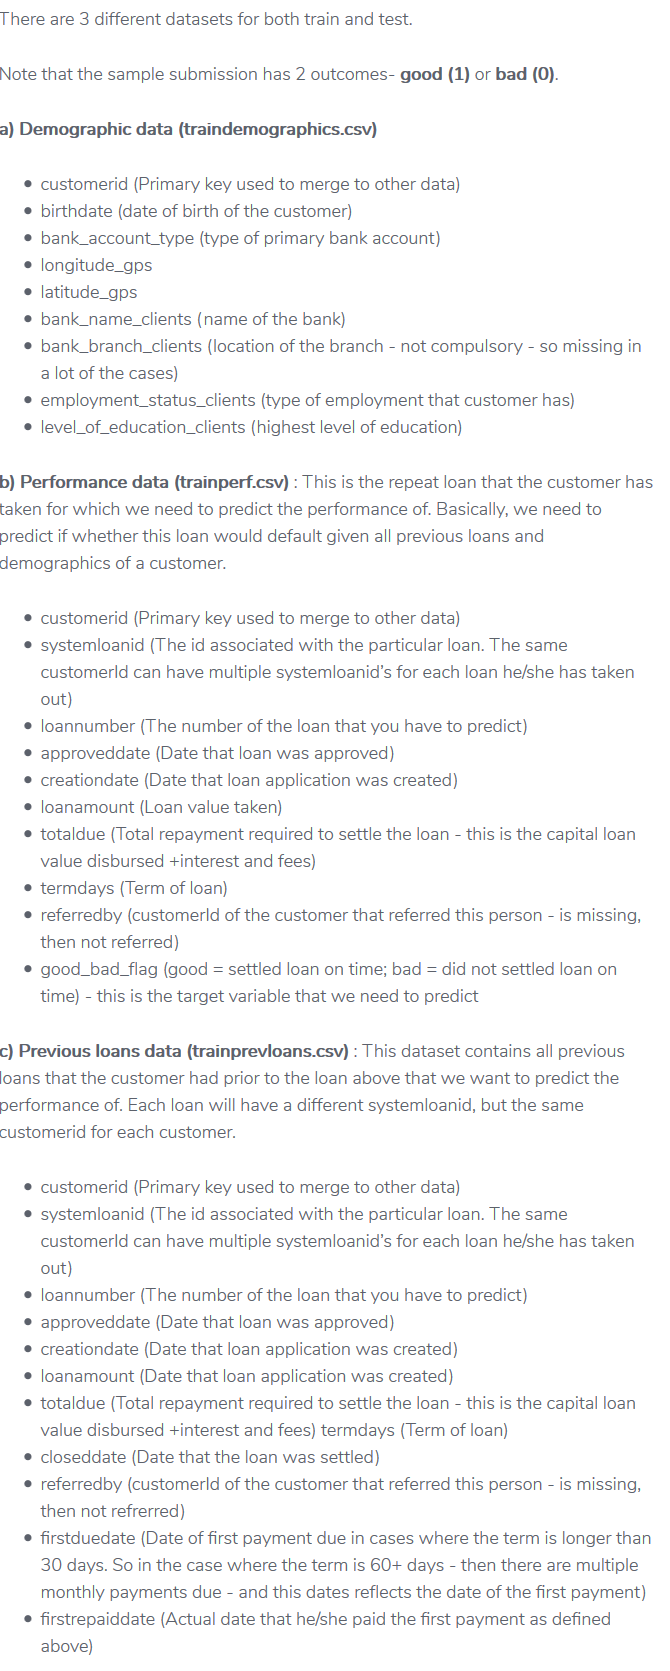 There are 3 different datasets for both train and test.
Note that the sample submission has 2 outcomes- good (1) or bad (0).
a) Demographic data (traindemographics.csv)
• customerid (Primary key used to merge to other data)
• birthdate (date of birth of the customer)
• bank_account_type (type of primary bank account)
• longitude_gps
• latitude_gps
• bank_name_clients (name of the bank)
• bank_branch_clients (location of the branch - not compulsory - so missing in
a lot of the cases)
• employment_status_clients (type of employment that customer has)
• level_of_education_clients (highest level of education)
b) Performance data (trainperf.csv) : This is the repeat loan that the customer has
taken for which we need to predict the performance of. Basically, we need to
predict if whether this loan would default given all previous loans and
demographics of a customer.
• customerid (Primary key used to merge to other data)
• systemloanid (The id associated with the particular loan. The same
customerId can have multiple systemloanid's for each loan he/she has taken
out)
• loannumber (The number of the loan that you have to predict)
• approveddate (Date that loan was approved)
• creationdate (Date that loan application was created)
• loanamount (Loan value taken)
• totaldue (Total repayment required to settle the loan - this is the capital loan
value disbursed +interest and fees)
• termdays (Term of loan)
• referredby (customerId of the customer that referred this person - is missing,
then not referred)
• good_bad_flag (good = settled loan on time; bad = did not settled loan on
time) - this is the target variable that we need to predict
c) Previous loans data (trainprevloans.csv) : This dataset contains all previous
loans that the customer had prior to the loan above that we want to predict the
performance of. Each loan will have a different systemloanid, but the same
customerid for each customer.
• customerid (Primary key used to merge to other data)
• systemloanid (The id associated with the particular loan. The same
customerId can have multiple systemloanid's for each loan he/she has taken
out)
• loannumber (The number of the loan that you have to predict)
• approveddate (Date that loan was approved)
• creationdate (Date that loan application was created)
• loanamount (Date that loan application was created)
• totaldue (Total repayment required to settle the loan - this is the capital loan
value disbursed +interest and fees) termdays (Term of loan)
• closeddate (Date that the loan was settled)
• referredby (customerId of the customer that referred this person - is missing,
then not refrerred)
• firstduedate (Date of first payment due in cases where the term is longer than
30 days. So in the case where the term is 60+ days - then there are multiple
monthly payments due - and this dates reflects the date of the first payment)
• firstrepaiddate (Actual date that he/she paid the first payment as defined
above)